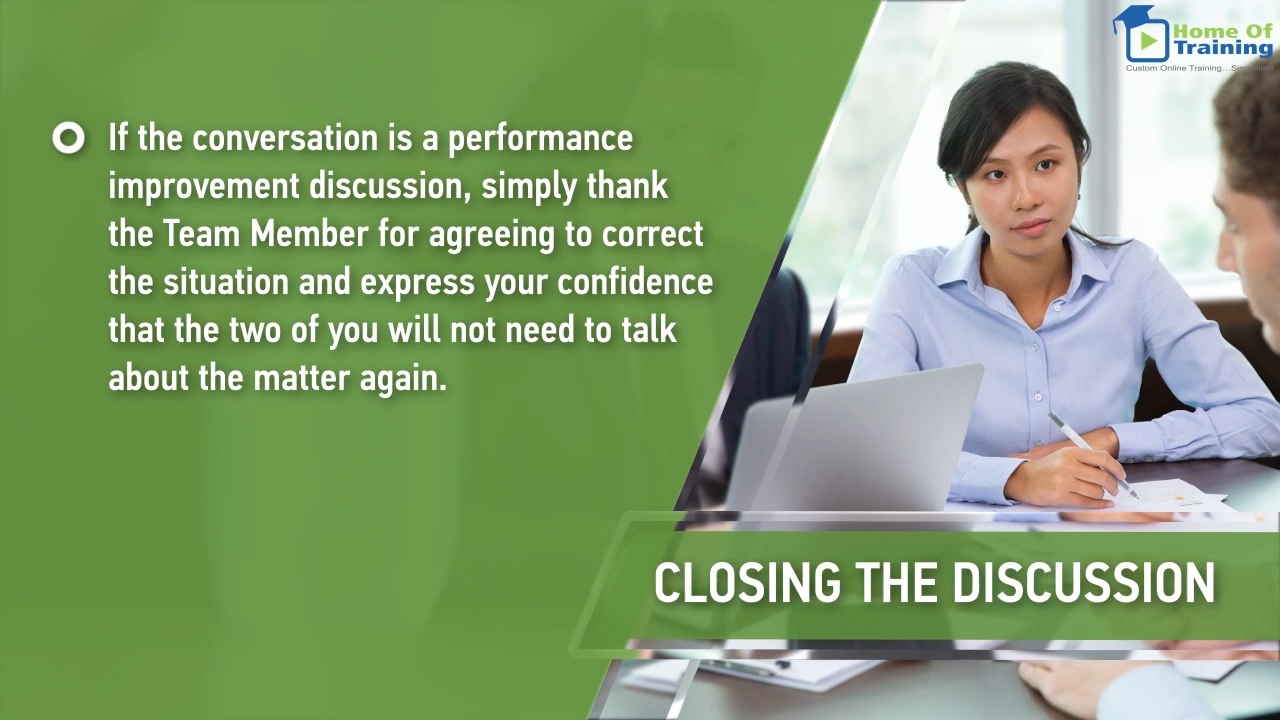 Home Of
Training
Custom Online Training...Simplified
If the conversation is a performance
improvement discussion, simply thank
the Team Member for agreeing to correct
the situation and express your confidence
that the two of you will not need to talk
about the matter again.
CLOSING THE DISCUSSION